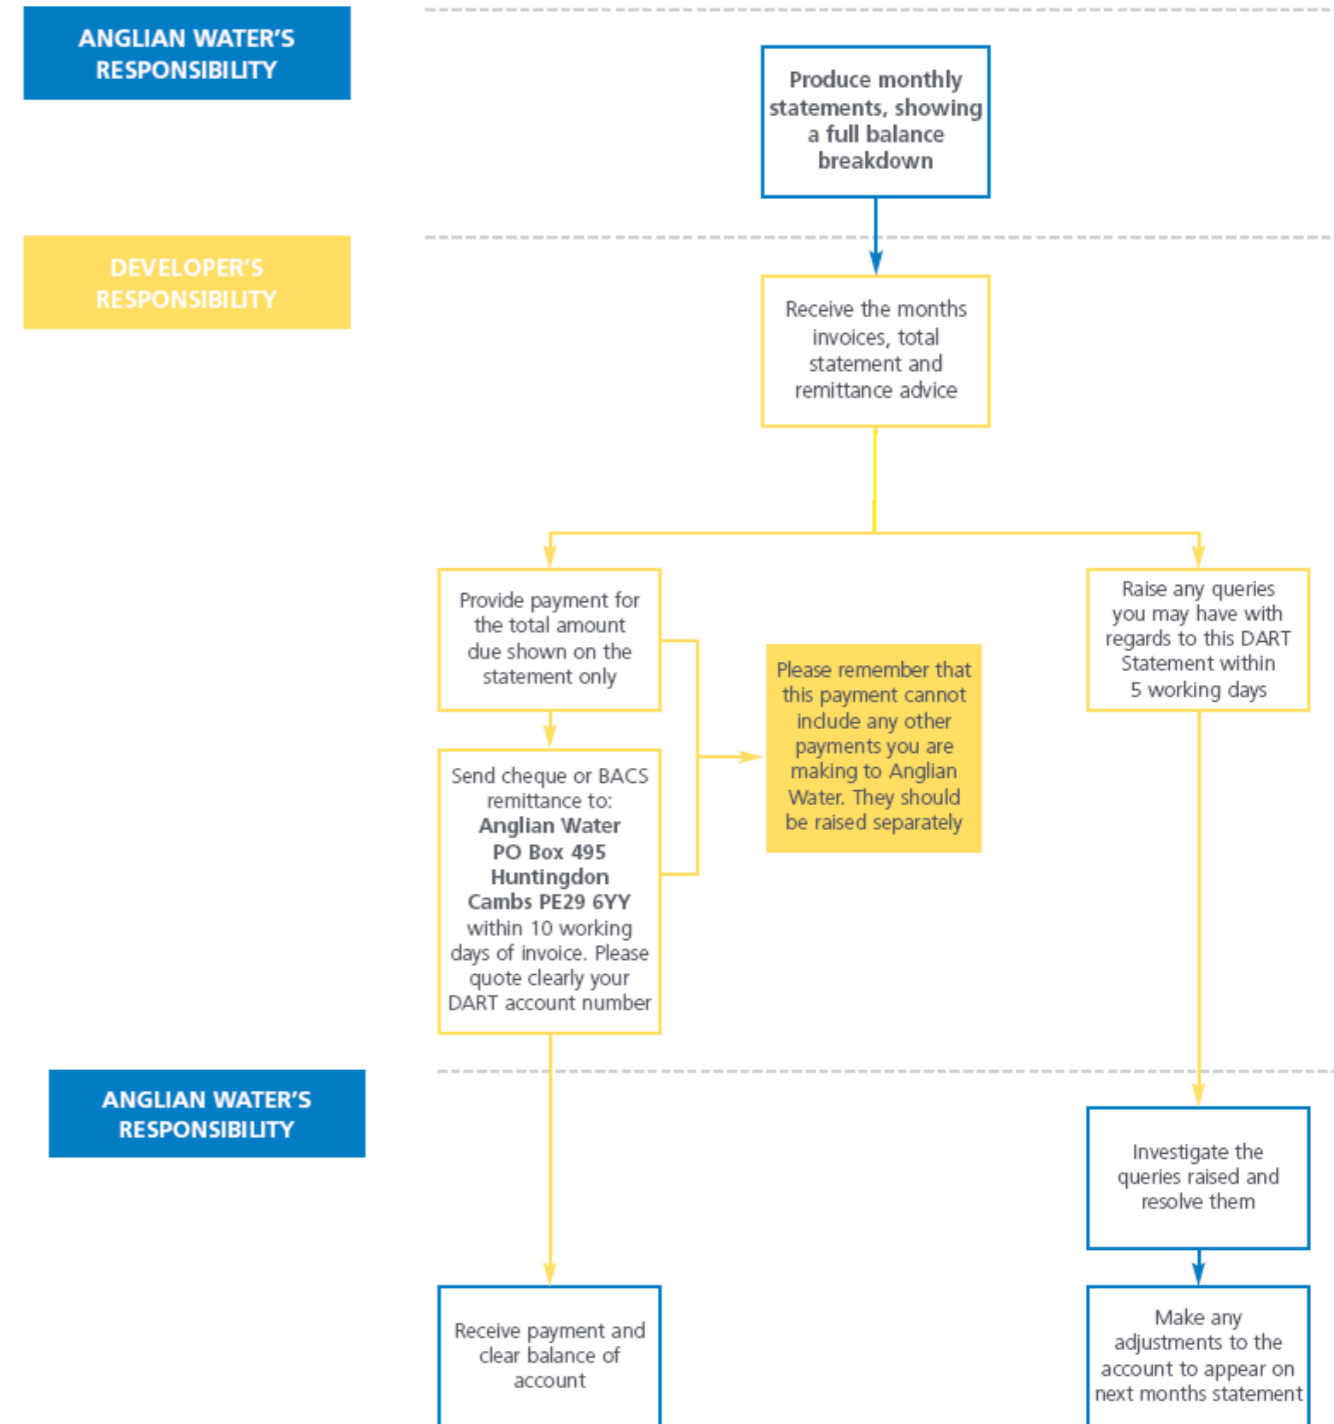 ANGLIAN WATER'S
RESPONSIBILITY
Produce monthly
statements, showing
a full balance
breakdown
DEVELOPER'S
RESPONSIBILITY
Receive the months
invoices, total
statement and
remittance advice
Provide payment for
the total amount
due shown on the
statement only
Send cheque or BACS
remittance to:
Anglian Water
PO Box 495
Huntingdon
Cambs PE29 6YY
within 10 working
days of invoice. Please
quote clearly your
DART account number
Please remember that
this payment cannot
include any other
payments you are
making to Anglian
Water. They should
be raised separately
Raise any queries
you may have with
regards to this DART
Statement within
5 working days
ANGLIAN WATER'S
RESPONSIBILITY
Receive payment and
clear balance of
account
Investigate the
queries raised and
resolve them
Make any
adjustments to the
account to appear on
next months statement